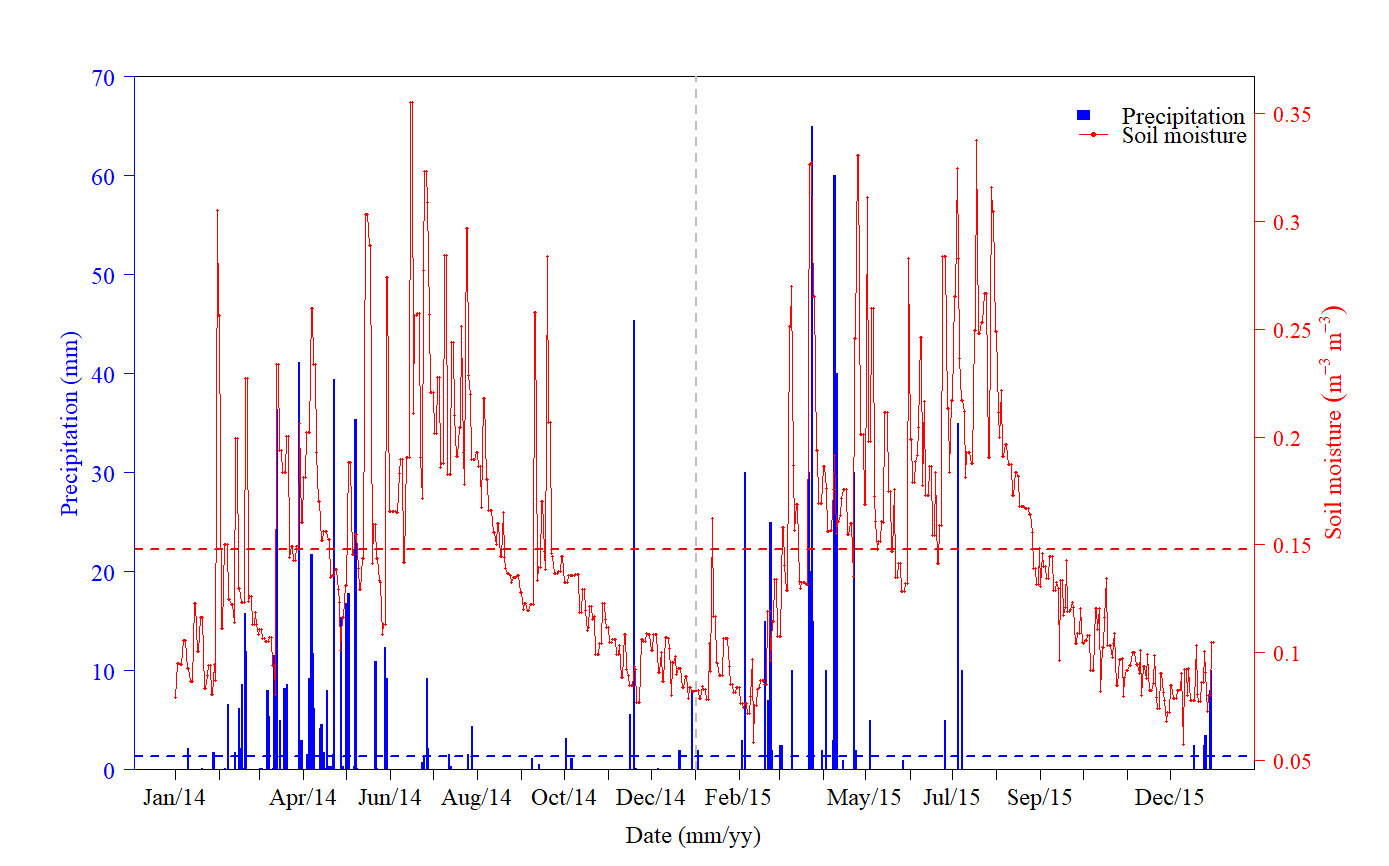 Precipitation
Soil moisture
70
60
50
40
30
20
10
0
Precipitation (mm)
0.35
0.3
0.25
0.2
0.15
0.1
0.05
Soil moisture (m⁻³ m⁻³)
Jan/14 Apr/14 Jun/14 Aug/14 Oct/14 Dec/14 Feb/15 May/15 Jul/15 Sep/15 Dec/15
Date (mm/yy)